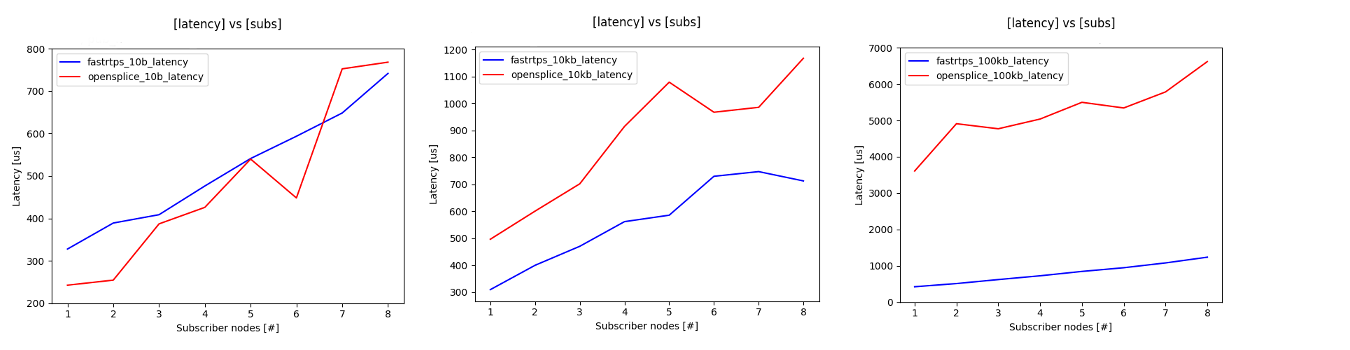 [latency] vs [subs]
800
700
600
500
400
300
200
Latency [us]
fastrtps_10b_latency
opensplice_10b_latency
1 2 3 4 5 6 7 8
Subscriber nodes [#]
[latency] vs [subs]
1200
1100
1000
900
800
700
600
500
400
300
Latency [us]
fastrtps_10kb_latency
opensplice_10kb_latency
1 2 3 4 5 6 7 8
Subscriber nodes [#]
[latency] vs [subs]
7000
6000
5000
4000
3000
2000
1000
0
Latency [us]
fastrtps_100kb_latency
opensplice_100kb_latency
1 2 3 4 5 6 7 8
Subscriber nodes [#]